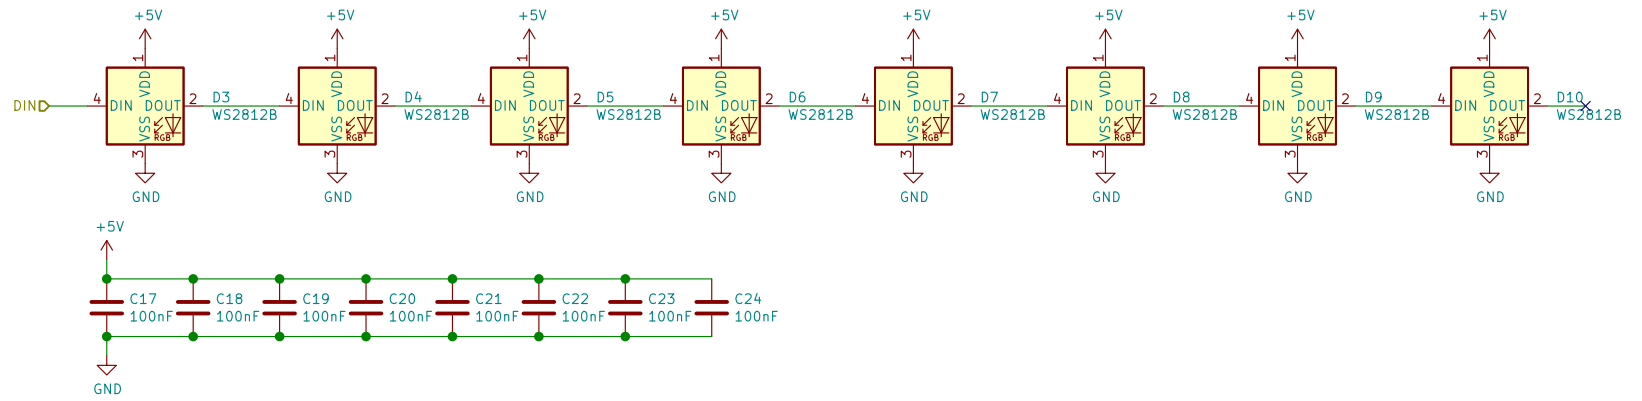 +5V +5V +5V +5V +5V +5V +5V +5V
1 1 1 1 1 1 1 1
VDD VDD VDD VDD VDD VDD VDD VDD
DIN 4 DIN DOUT 2 D3 4 DIN DOUT 2 D4 4 DIN DOUT 2 D5 4 DIN DOUT 2 D6 4 DIN DOUT 2 D7 4 DIN DOUT 2 D8 4 DIN DOUT 2 D9 4 DIN DOUT 2 D10
WS2812B WS2812B WS2812B WS2812B WS2812B WS2812B WS2812B WS2812B
VSS RGB VSS RGB VSS RGB VSS RGB VSS RGB VSS RGB VSS RGB VSS RGB
3 3 3 3 3 3 3 3
GND GND GND GND GND GND GND GND
+5V
C17 C18 C19 C20 C21 C22 C23 C24
100nF 100nF 100nF 100nF 100nF 100nF 100nF 100nF
GND